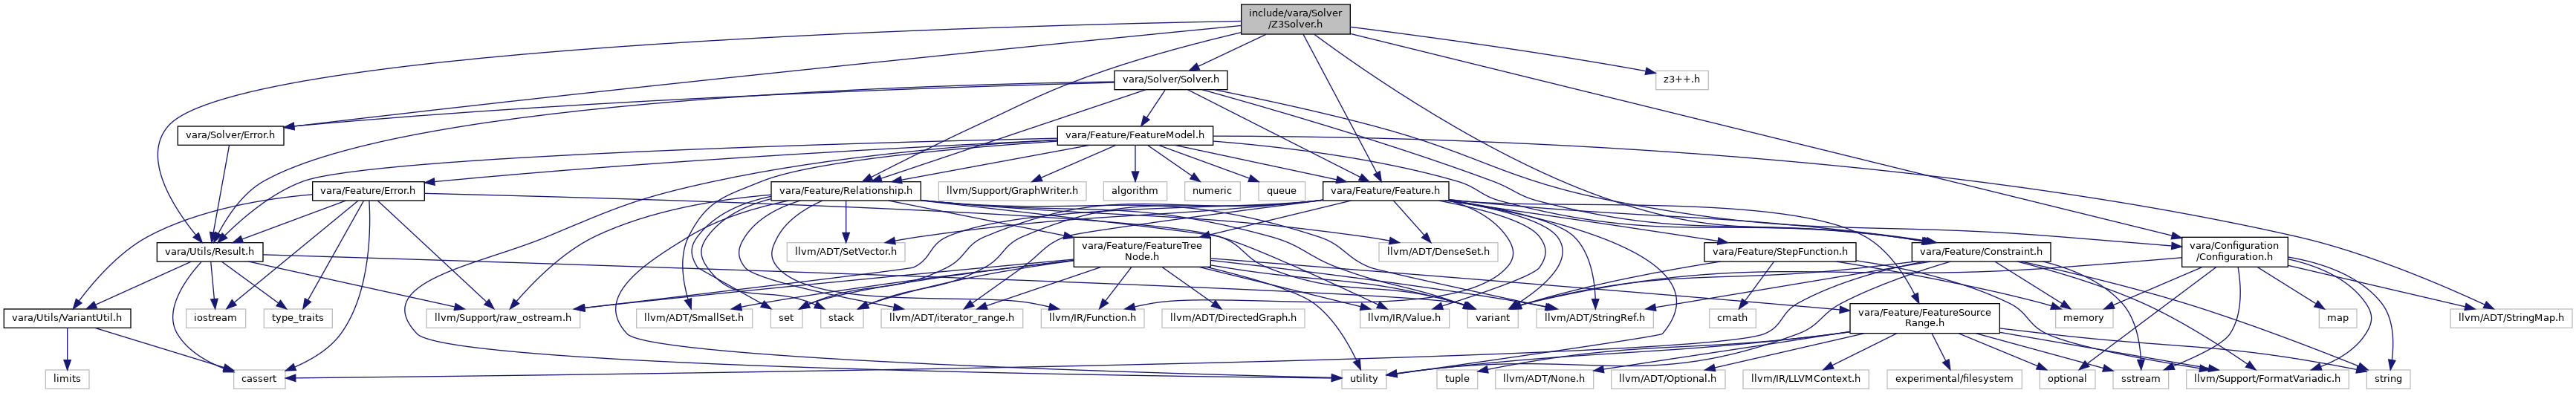 include/vara/Solver
/Z3Solver.h
vara/Solver/Solver.h
z3++.h
vara/Solver/Error.h
vara/Feature/FeatureModel.h
vara/Feature/Error.h
vara/Feature/Relationship.h
llvm/Support/GraphWriter.h
algorithm
numeric
queue
vara/Feature/Feature.h
vara/Utils/Result.h
llvm/ADT/SetVector.h
vara/Feature/FeatureTree
Node.h
llvm/ADT/DenseSet.h
vara/Feature/StepFunction.h
vara/Feature/Constraint.h
vara/Configuration
/Configuration.h
vara/Utils/VariantUtil.h
iostream
type_traits
llvm/Support/raw_ostream.h
llvm/ADT/SmallSet.h
set
stack
llvm/ADT/iterator_range.h
llvm/IR/Function.h
llvm/ADT/DirectedGraph.h
llvm/IR/Value.h
variant
llvm/ADT/StringRef.h
cmath
vara/Feature/FeatureSource
Range.h
memory
map
llvm/ADT/StringMap.h
limits
cassert
utility
tuple
llvm/ADT/None.h
llvm/ADT/Optional.h
llvm/IR/LLVMContext.h
experimental/filesystem
optional
sstream
llvm/Support/FormatVariadic.h
string